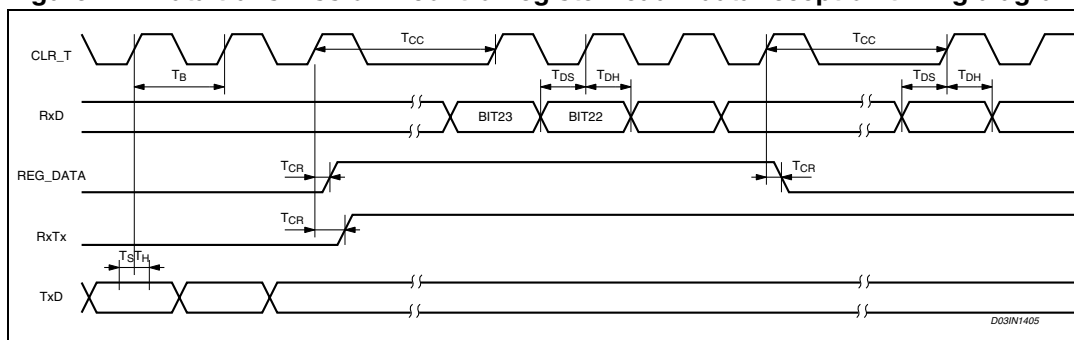 CLR_T
TCC
TCC
TB
TDS
TDH
TDS
TDH
RxD
BIT23
BIT22
TCR
TCR
REG_DATA
TCR
RxTx
TS TH
TxD
D03IN1405